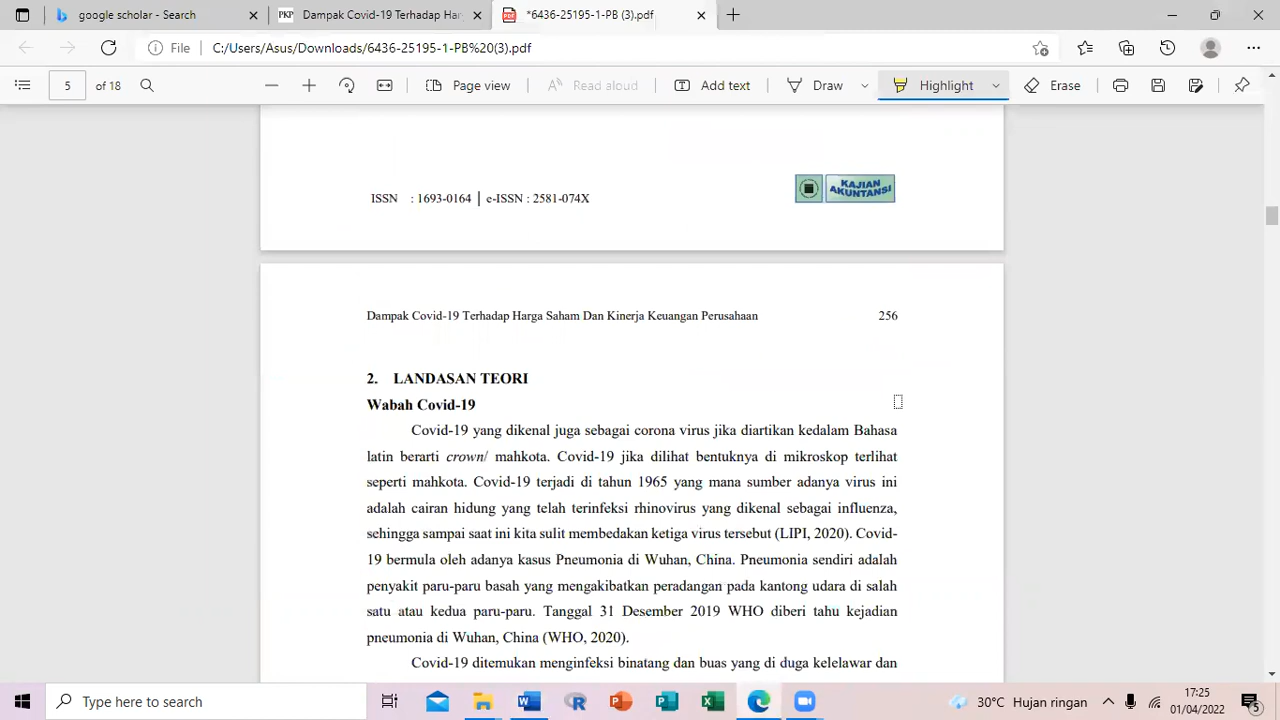 google scholar - Search
PKP Dampak Covid-19 Terhadap Har
PDF *6436-25195-1-PB (3).pdf
File C:/Users/Asus/Downloads/6436-25195-1-PB%20(3).pdf
5 of 18 Page view Read aloud Add text Draw Highlight Erase
ISSN : 1693-0164 | e-ISSN : 2581-074X
KAJIAN
AKUNTANSI
Dampak Covid-19 Terhadap Harga Saham Dan Kinerja Keuangan Perusahaan 256
2. LANDASAN TEORI
Wabah Covid-19
Covid-19 yang dikenal juga sebagai corona virus jika diartikan kedalam Bahasa
latin berarti crown/ mahkota. Covid-19 jika dilihat bentuknya di mikroskop terlihat
seperti mahkota. Covid-19 terjadi di tahun 1965 yang mana sumber adanya virus ini
adalah cairan hidung yang telah terinfeksi rhinovirus yang dikenal sebagai influenza,
sehingga sampai saat ini kita sulit membedakan ketiga virus tersebut (LIPI, 2020). Covid-
19 bermula oleh adanya kasus Pneumonia di Wuhan, China. Pneumonia sendiri adalah
penyakit paru-paru basah yang mengakibatkan peradangan pada kantong udara di salah
satu atau kedua paru-paru. Tanggal 31 Desember 2019 WHO diberi tahu kejadian
pneumonia di Wuhan, China (WHO, 2020).
Covid-19 ditemukan menginfeksi binatang dan buas yang di duga kelelawar dan
Type here to search
30°C Hujan ringan
17:25
01/04/2022
5